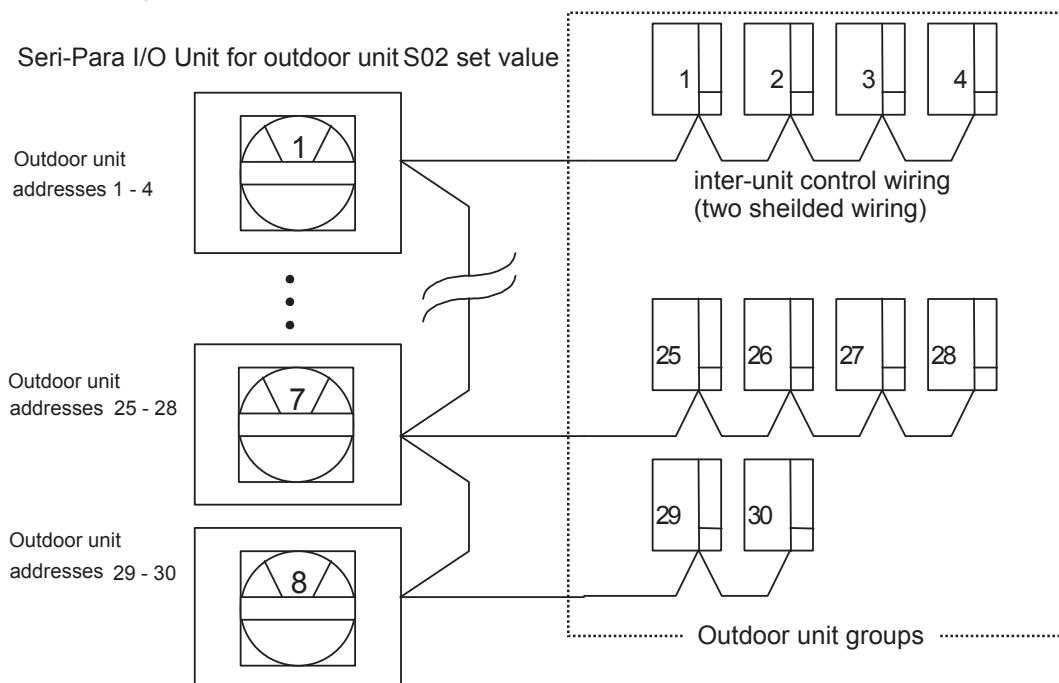 Seri-Para I/O Unit for outdoor unit S02 set value
Outdoor unit
addresses 1 - 4
1
1
2
3
4
inter-unit control wiring
(two sheilded wiring)
Outdoor unit
addresses 25 - 28
7
25
26
27
28
Outdoor unit
addresses 29 - 30
8
29
30
Outdoor unit groups